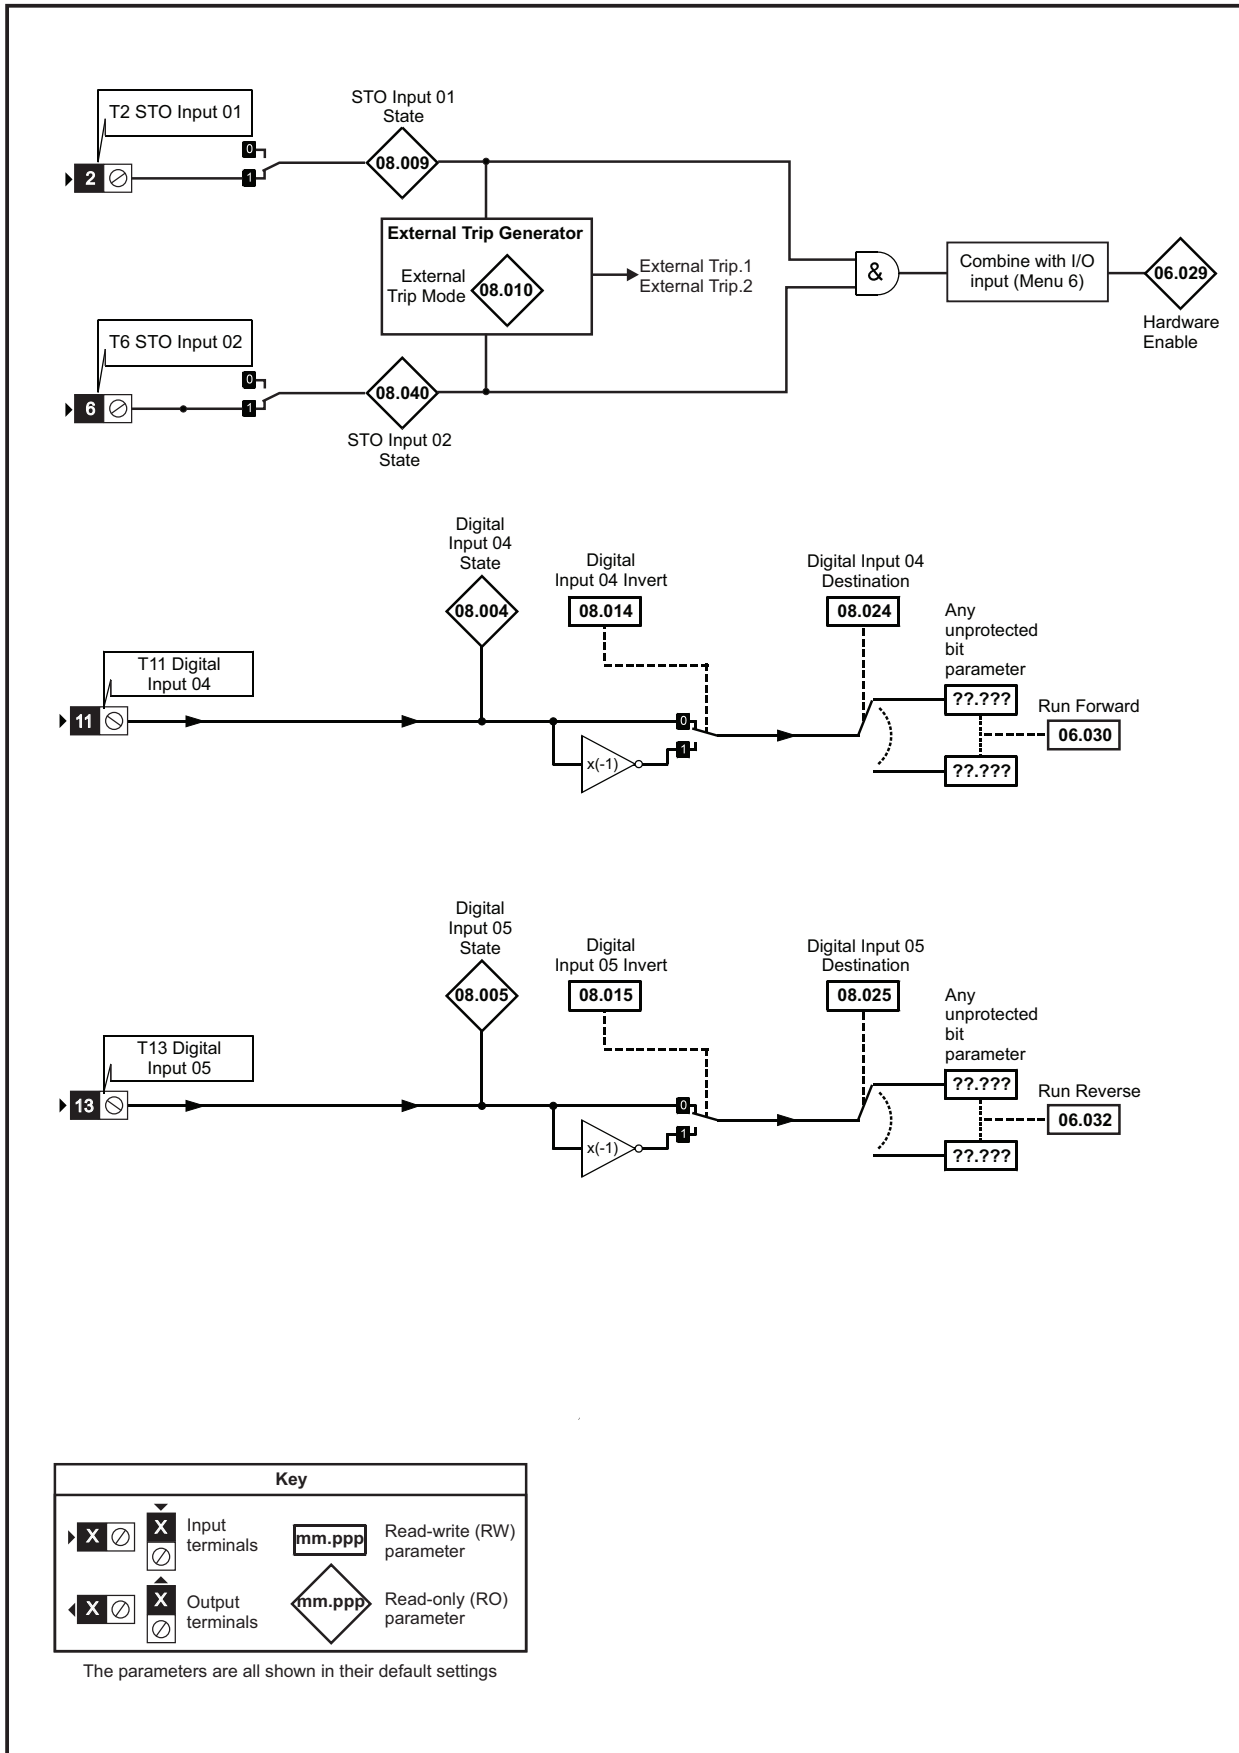 T2 STO Input 01
STO Input 01
State
0
2
1
08.009
External Trip Generator
External
Trip Mode
08.010
External Trip.1
External Trip.2
&
Combine with I/O
input (Menu 6)
06.029
Hardware
Enable
T6 STO Input 02
0
6
1
08.040
STO Input 02
State
Digital
Input 04
State
08.004
Digital
Input 04 Invert
08.014
Digital Input 04
Destination
08.024
Any
unprotected
bit
parameter
T11 Digital
Input 04
11
0
1
x(-1)
??.???
??.???
Run Forward
06.030
Digital
Input 05
State
08.005
Digital
Input 05 Invert
08.015
Digital Input 05
Destination
08.025
Any
unprotected
bit
parameter
T13 Digital
Input 05
13
0
1
x(-1)
??.???
??.???
Run Reverse
06.032
Key
X
X
Input
terminals
mm.ppp
Read-write (RW)
parameter
X
X
Output
terminals
mm.ppp
Read-only (RO)
parameter
The parameters are all shown in their default settings